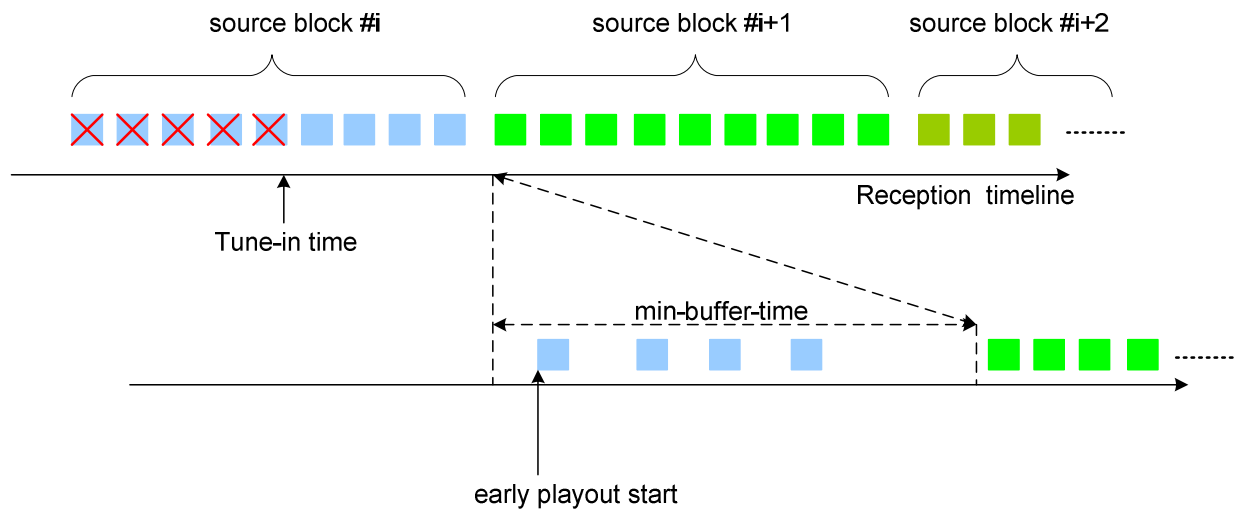 source block #i
source block #i+1
source block #i+2
Reception timeline
Tune-in time
min-buffer-time
early playout start